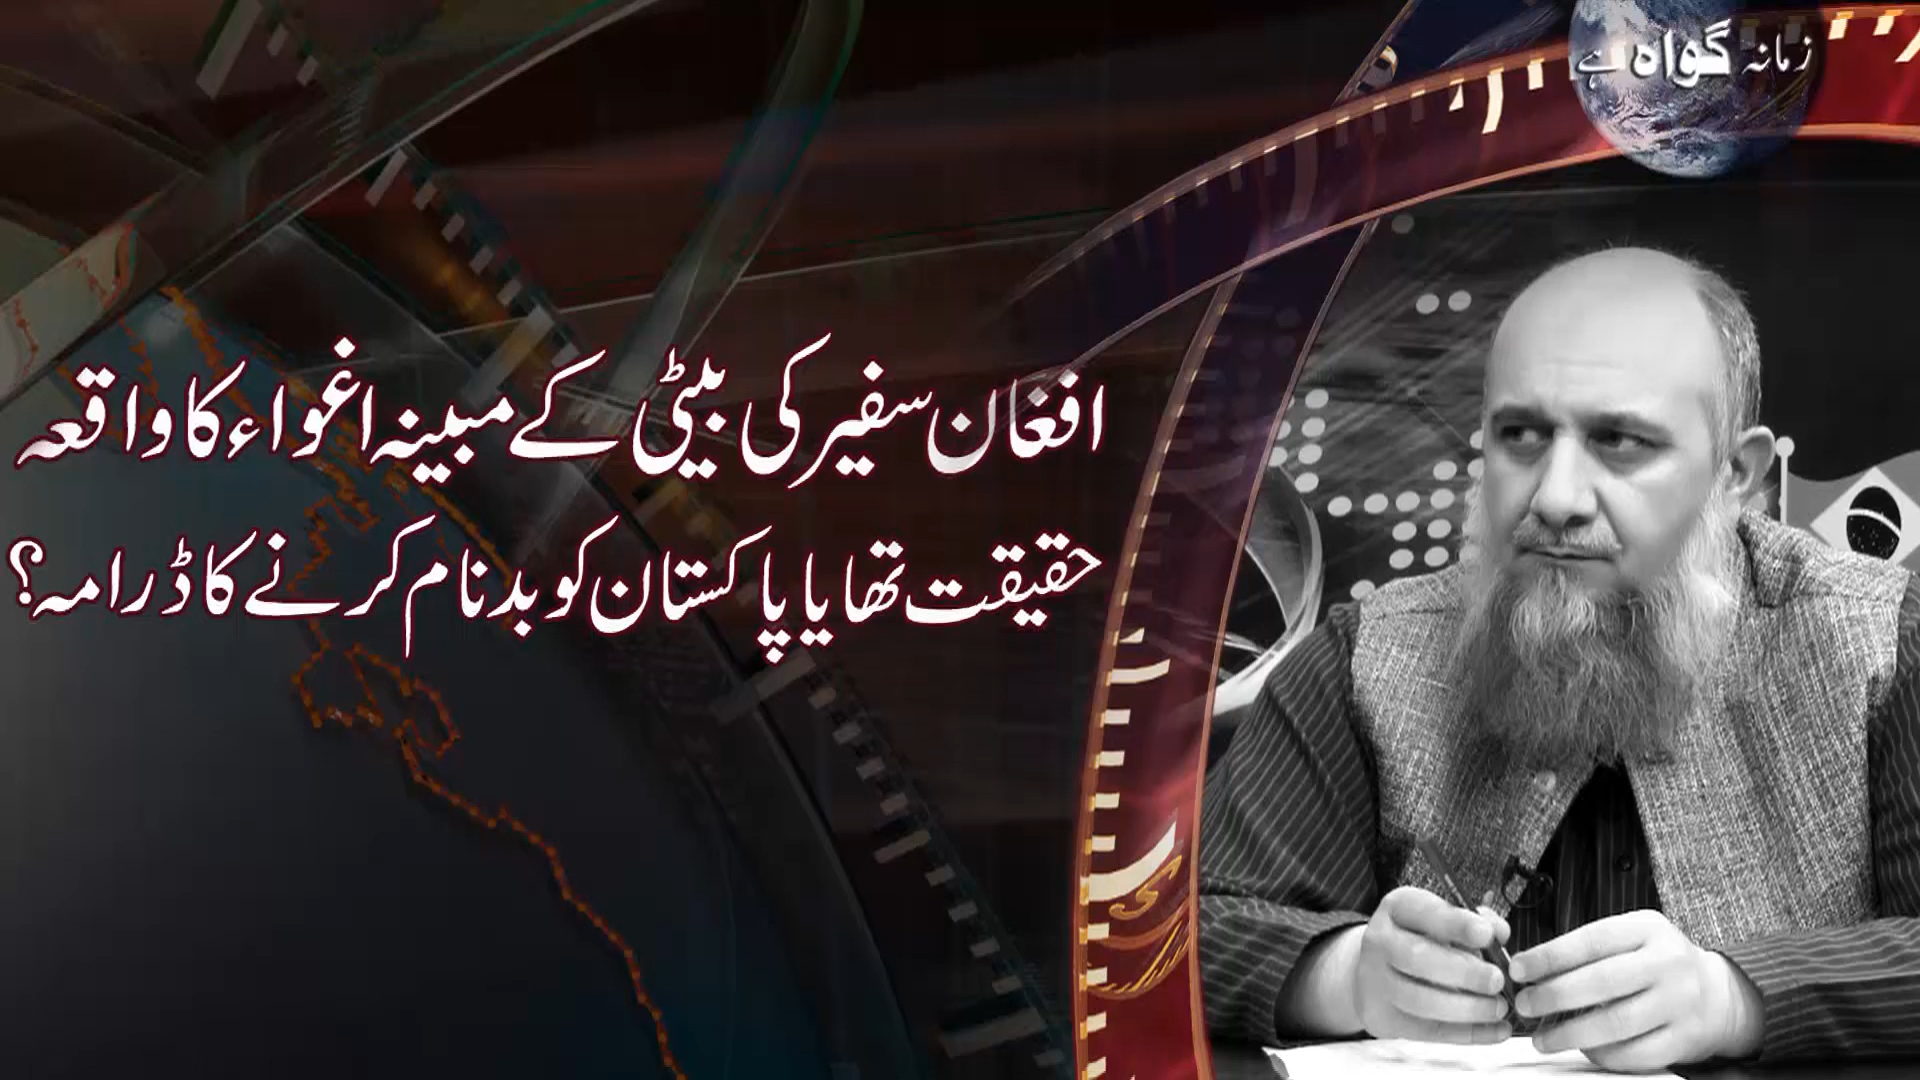 زمانہ گواہ ہے
افغان سفیر کی بیٹی کے مبینہ اغواء کا واقعہ
حقیقت تھا یا پاکستان کو بدنام کرنے کا ڈرامہ؟